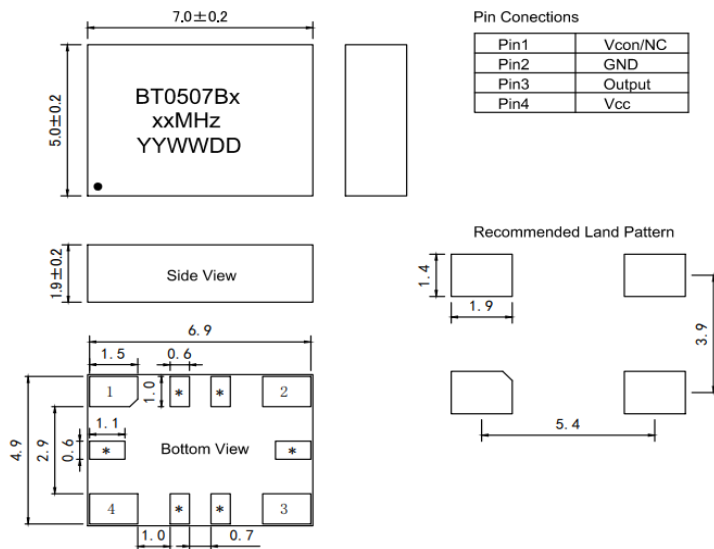 7.0±0.2
5.0±0.2
BT0507Bx
xxMHz
YYWWDD
Pin Conections
Pin1 Vcon/NC
Pin2 GND
Pin3 Output
Pin4 Vcc
1.9±0.2
Side View
Recommended Land Pattern
1.4
1.9
3.9
5.4
6.9
1.5 0.6
1 * * 2
1.0
4.9
2.9
1.1
0.6
* Bottom View *
4 * * 3
1.0 0.7